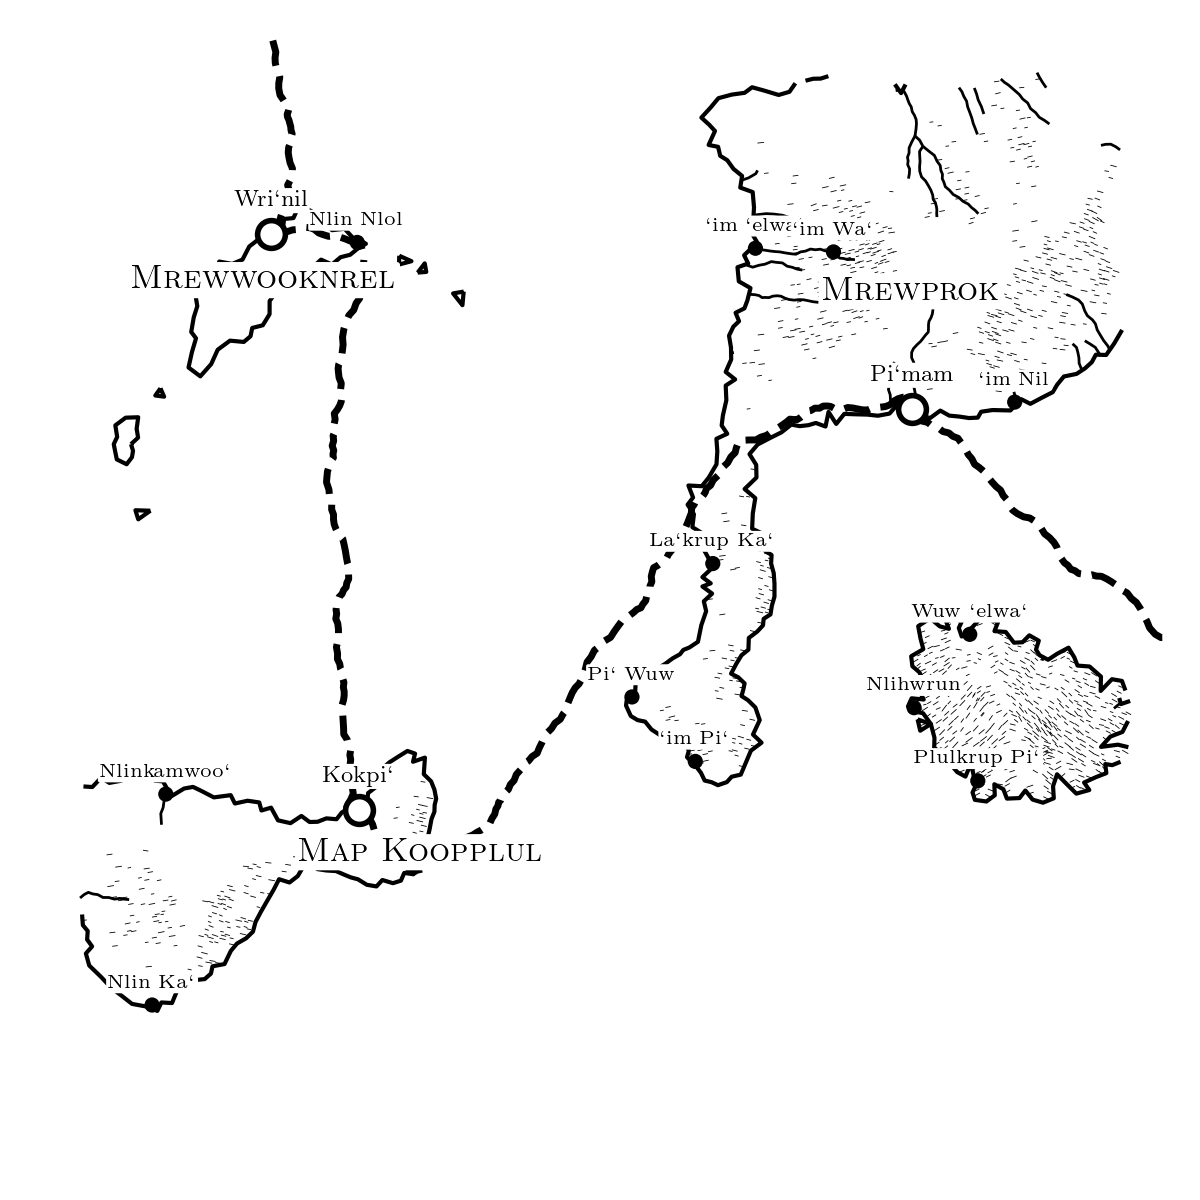 Wri‘nil
Nlin Nlol
‘im ‘elwa‘
‘im Wa‘
Mrewwooknrel
Mrewprok
Pi‘mam
‘im Nil
La‘krup Ka‘
Wuw ‘elwa‘
Pi‘ Wuw
Nlihwrun
‘im Pi‘
Plulkrup Pi‘
Nlinkamwoo‘
Kokpi‘
Map Koopplul
Nlin Ka‘